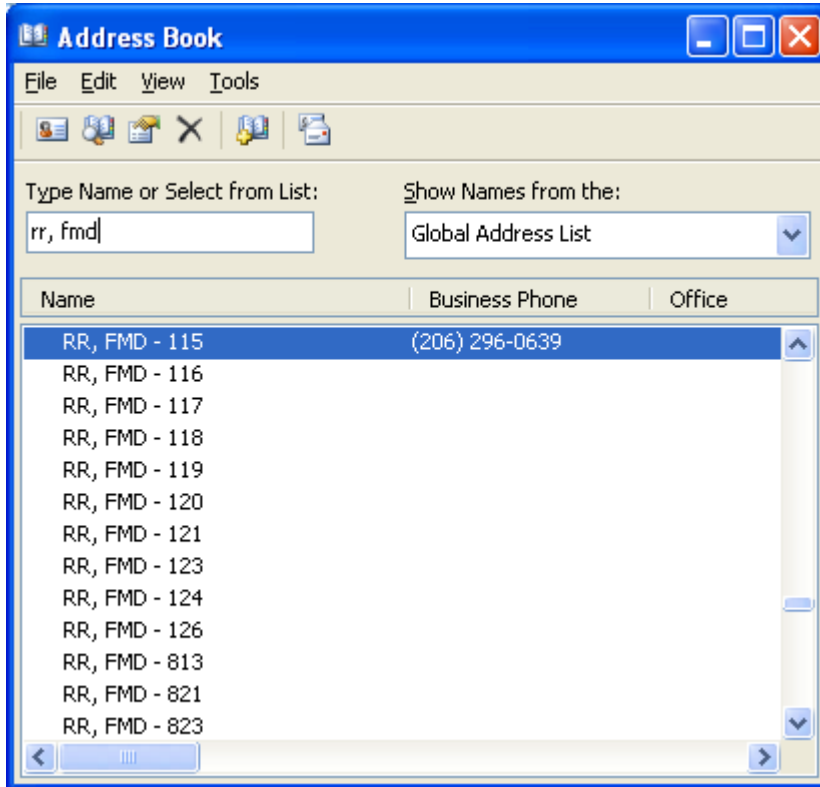 Address Book
File Edit View Tools
Type Name or Select from List: Show Names from the:
rr, fmd Global Address List
Name Business Phone Office
RR, FMD - 115 (206) 296-0639
RR, FMD - 116
RR, FMD - 117
RR, FMD - 118
RR, FMD - 119
RR, FMD - 120
RR, FMD - 121
RR, FMD - 123
RR, FMD - 124
RR, FMD - 126
RR, FMD - 813
RR, FMD - 821
RR, FMD - 823